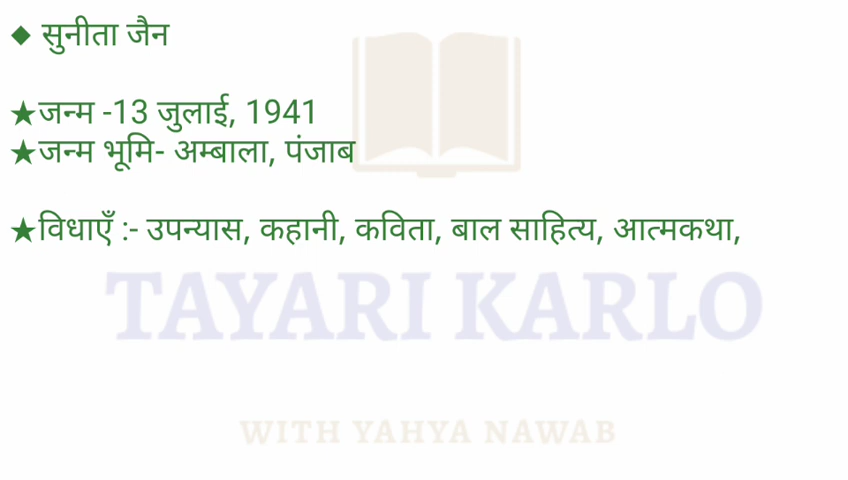 ◆ सुनीता जैन
★जन्म -13 जुलाई, 1941
★जन्म भूमि- अम्बाला, पंजाब
★विधाएँ :- उपन्यास, कहानी, कविता, बाल साहित्य, आत्मकथा,
TAYARI KARLO
WITH YAHYA NAWAB